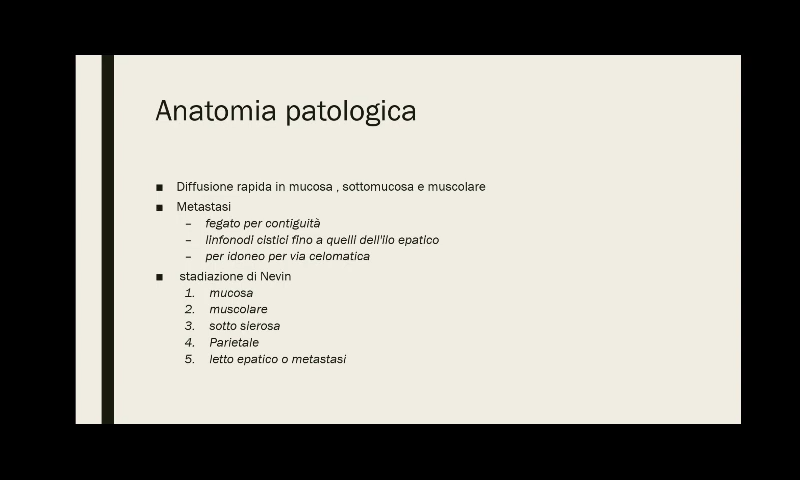 Anatomia patologica
▪ Diffusione rapida in mucosa , sottomucosa e muscolare
▪ Metastasi
– fegato per contiguità
– linfonodi cistici fino a quelli dell'ilo epatico
– per idoneo per via celomatica
▪ stadiazione di Nevin
1. mucosa
2. muscolare
3. sotto sierosa
4. Parietale
5. letto epatico o metastasi